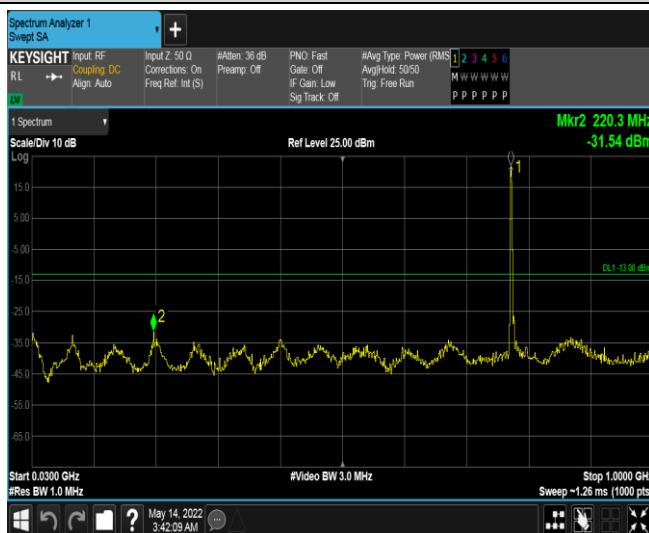 Spectrum Analyzer 1
Swept SA
+
KEYSIGHT Input: RF Input Z: 50 Ω #Atten: 36 dB PNO: Fast #Avg Type: Power (RMS 1 2 3 4 5 6
R L Coupling: DC Corrections: On Preamp: Off Gate: Off Avg|Hold: 50/50 M W W W W W
Align: Auto Freq Ref: Int (S) IF Gain: Low Trig: Free Run
Sig Track: Off P P P P P P
1 Spectrum Mkr2 220.3 MHz
Scale/Div 10 dB Ref Level 25.00 dBm -31.54 dBm
Log
1
15.0
5.00
-5.00
DL1 -13.00 dBm
-15.0
-25.0
2
-35.0
-45.0
-55.0
-65.0
Start 0.0300 GHz #Video BW 3.0 MHz Stop 1.0000 GHz
#Res BW 1.0 MHz Sweep ~1.26 ms (1000 pts
? May 14, 2022
3:42:09 AM